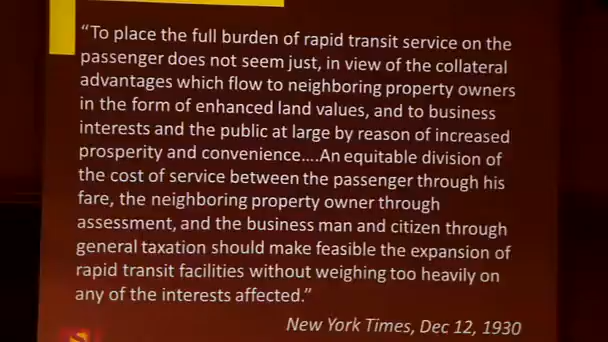 “To place the full burden of rapid transit service on the
passenger does not seem just, in view of the collateral
advantages which flow to neighboring property owners
in the form of enhanced land values, and to business
interests and the public at large by reason of increased
prosperity and convenience....An equitable division of
the cost of service between the passenger through his
fare, the neighboring property owner through
assessment, and the business man and citizen through
general taxation should make feasible the expansion of
rapid transit facilities without weighing too heavily on
any of the interests affected.”
New York Times, Dec 12, 1930